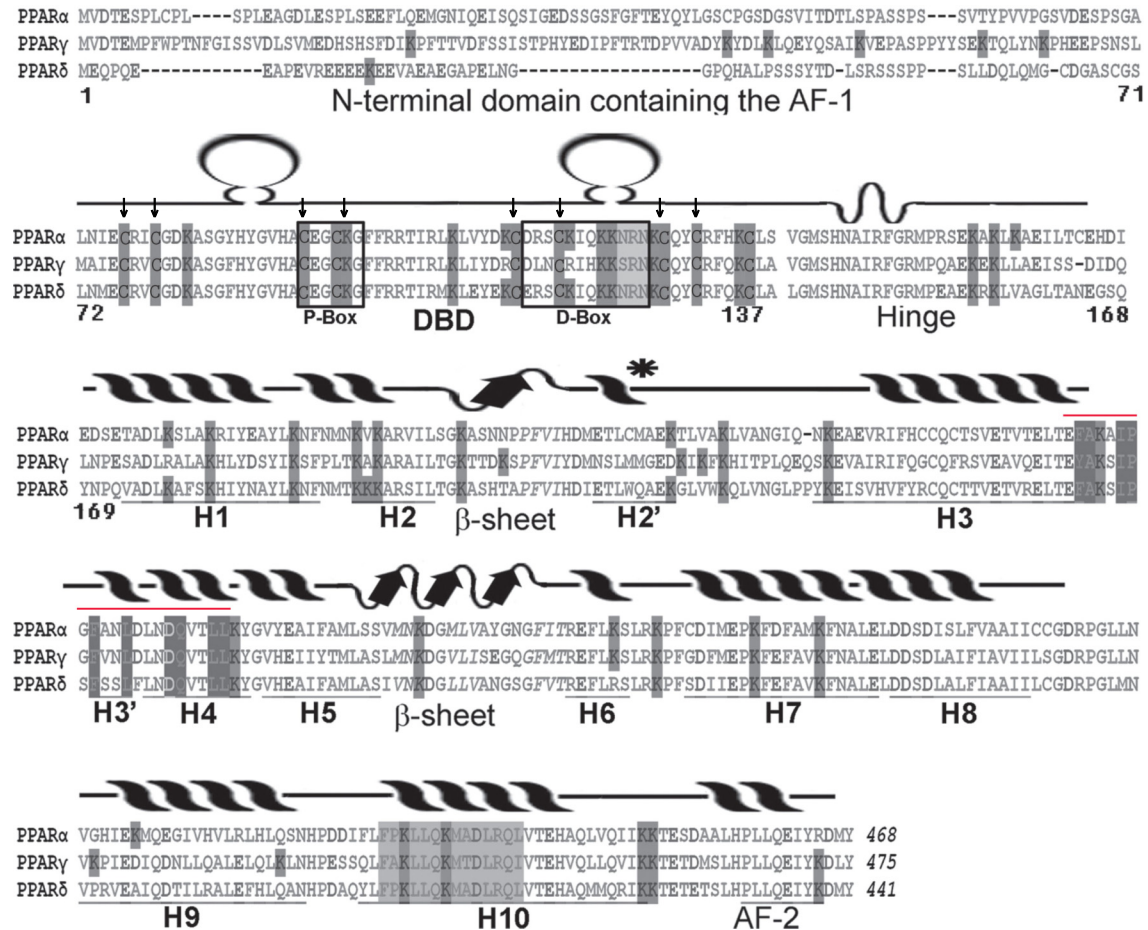 PPARα MVDTESPLCPL-----SPLEAGDLESPLSEEFLQEMGNIQEISQSIGEDSSGSFGFTEYQYLGSCPGSDGSVITDTLSPASSPS---SVTYPVVPGSVDESPSGA
PPARγ MVDTEMPFWPTNFGISSVDLSVMEDHSHSFDIKPFTTVDFSSISTPHYEDIPFTRTDPVVADYKYDLKLQEYQSAIKVEPASPPYYSEKTQLYNKPHEEPSNSL
PPARδ MEQPQE------------EAPEVREEEEKEEVAEAEGAPELNG------------------GPQHALPSSSYTD-LSRSSSPP---SLLDQLQMG-CDGASCGS
1 N-terminal domain containing the AF-1 71
PPARα LNIECRICGDKASGYHYGVHACEGCKGFFRRTIRLKLVYDKCDRSCKIQKKNRNKCQYCRFHKCLS VGMSHNAIRFGRMPRSEKAKLKAEILTCEHDI
PPARγ MAIECRVCGDKASGFHYGVHACEGCKGFFRRTIRLKLIYDRCDLNCRIHKKSRNKCQYCRFQKCLA VGMSHNAIRFGRMPQAEKEKLLAEISS-DIDQ
PPARδ LNMECRVCGDKASGFHYGVHACEGCKGFFRRTIRMKLEYEKCERSCKIQKKNRNKCQYCRFQKCLA LGMSHNAIRFGRMPEAEKRKLVAGLTANEGSQ
72 P-Box DBD D-Box 137 Hinge 168
*
PPARα EDSETADLKSLAKRIYEAYLKNFNMNKVKARVILSGKASNNPPFVIHDMETLCMAEKTLVAKLVANGIQ-NKEAEVRIFHCCQCTSVETVTELTEFAKAIP
PPARγ LNPESADLRALAKHLYDSYIKSFPLTKAKARAILTGKTTDKSPFVIYDMNSLMMGEDKIKFKHITPLQEQSKEVAIRIFQGCQFRSVEAVQEITEYAKSIP
PPARδ YNPQVADLKAFSKHIYNAYLKNFNMTKKKARSILTGKASHTAPFVIHDIETLWQAEKGLVWKQLVNGLPPYKEISVHVFYRCQCTTVETVRELTEFAKSIP
169 H1 H2 β-sheet H2' H3
PPARα GFANLDLNDQVTLLKYGVYEAIFAMLSSVMNKDGMLVAYGNGFITREFLKSLRKPFCDIMEPKFDFAMKFNALELDDSDISLFVAAIICCGDRPGLLN
PPARγ GFVNLDLNDQVTLLKYGVHEIIYTMLASLMNKDGVLISEGQGFMTREFLKSLRKPFGDFMEPKFEFAVKFNALELDDSDLAIFIAVIILSGDRPGLLN
PPARδ SFSSLFLNDQVTLLKYGVHEAIFAMLASIVNKDGLLVANGSGFVTREFLRSLRKPFSDIIEPKFEFAVKFNALELDDSDLALFIAAIILCGDRPGLMN
H3' H4 H5 β-sheet H6 H7 H8
PPARα VGHIEKMQEGIVHVLRLHLQSNHPDDIFLFPKLLQKMADLRQLVTEHAQLVQIIKKTESDAALHPLLQEIYRDMY 468
PPARγ VKPIEDIQDNLLQALELQLKLNHPESSQLFAKLLQKMTDLRQIVTEHVQLLQVIKKTETDMSLHPLLQEIYKDLY 475
PPARδ VPRVEAIQDTILRALEFHLQANHPDAQYLFPKLLQKMADLRQLVTEHAQMMQRIKKTETETSLHPLLQEIYKDMY 441
H9 H10 AF-2